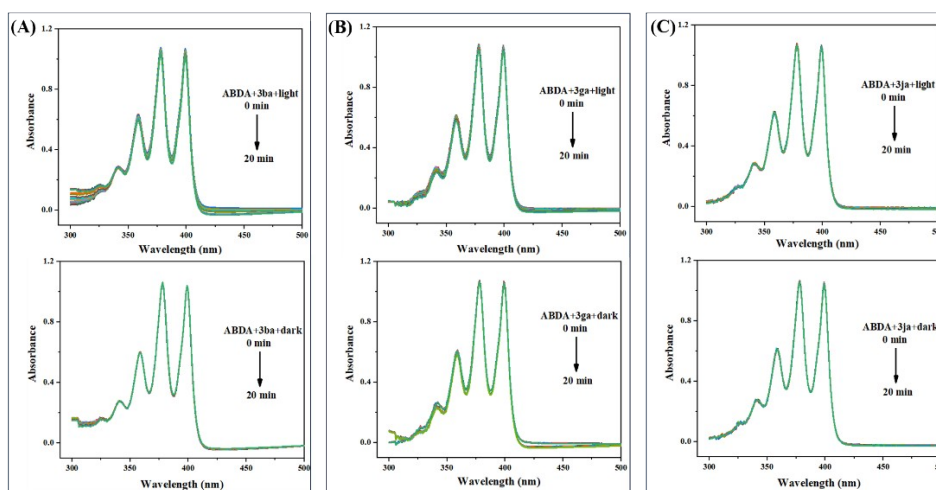 (A)
1.2
0.8
0.4
0.0
Absorbance
ABDA+3ba+light
0 min
20 min
300 350 400 450 500
Wavelength (nm)
1.2
0.8
0.4
0.0
Absorbance
ABDA+3ba+dark
0 min
20 min
300 350 400 450 500
Wavelength (nm)
(B)
1.2
0.8
0.4
0.0
Absorbance
ABDA+3ga+light
0 min
20 min
300 350 400 450 500
Wavelength (nm)
1.2
0.8
0.4
0.0
Absorbance
ABDA+3ga+dark
0 min
20 min
300 350 400 450 500
Wavelength (nm)
(C)
1.2
0.8
0.4
0.0
Absorbance
ABDA+3ja+light
0 min
20 min
300 350 400 450 500
Wavelength (nm)
1.2
0.8
0.4
0.0
Absorbance
ABDA+3ja+dark
0 min
20 min
300 350 400 450 500
Wavelength (nm)